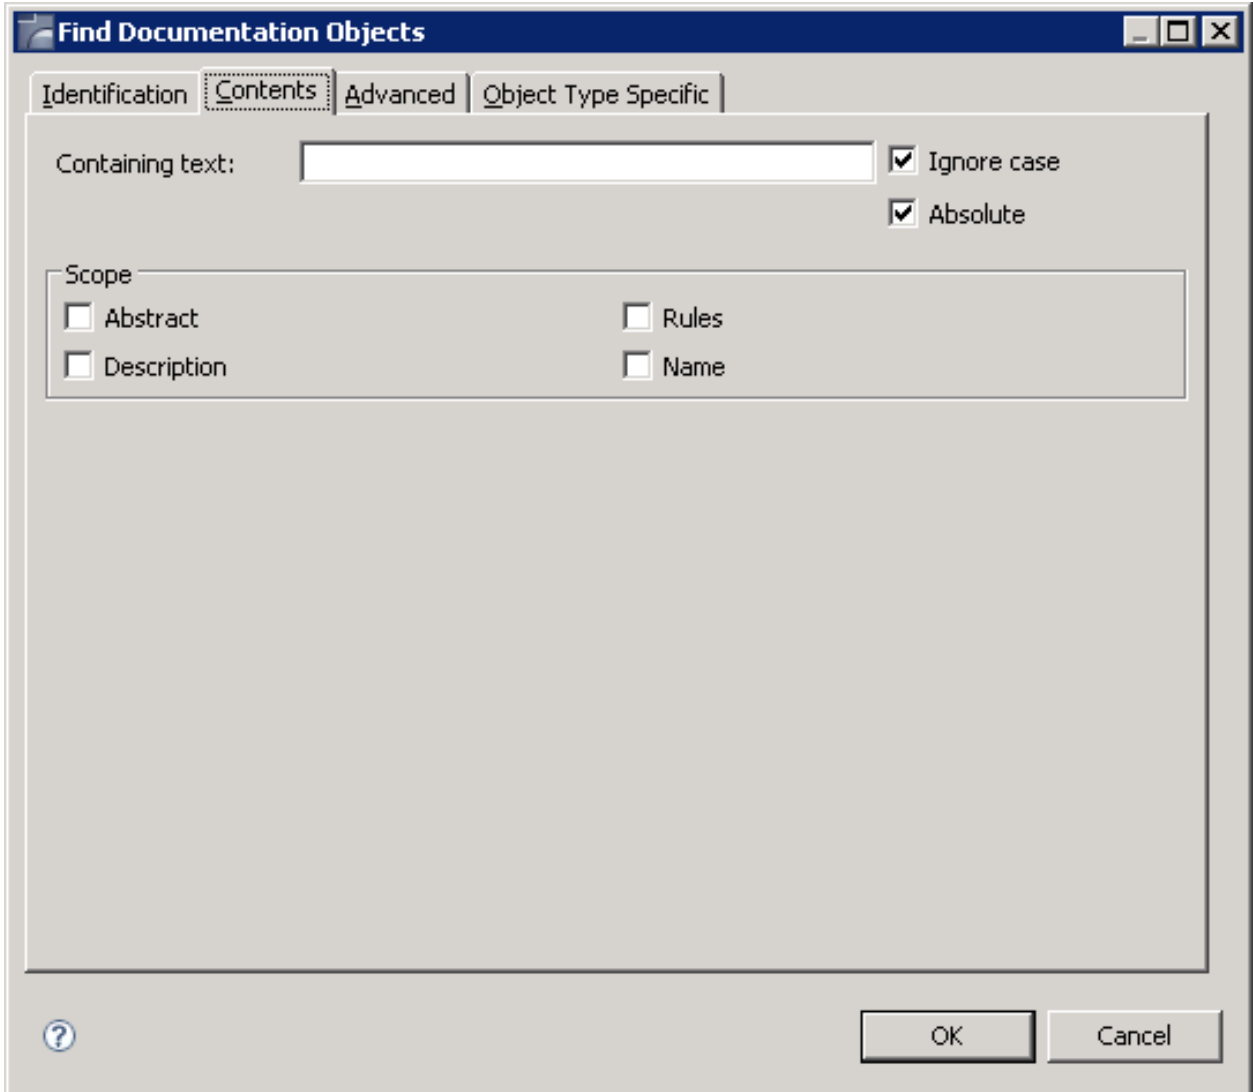 Find Documentation Objects
Identification Contents Advanced Object Type Specific
Containing text: Ignore case
Absolute
Scope
Abstract Rules
Description Name
? OK Cancel